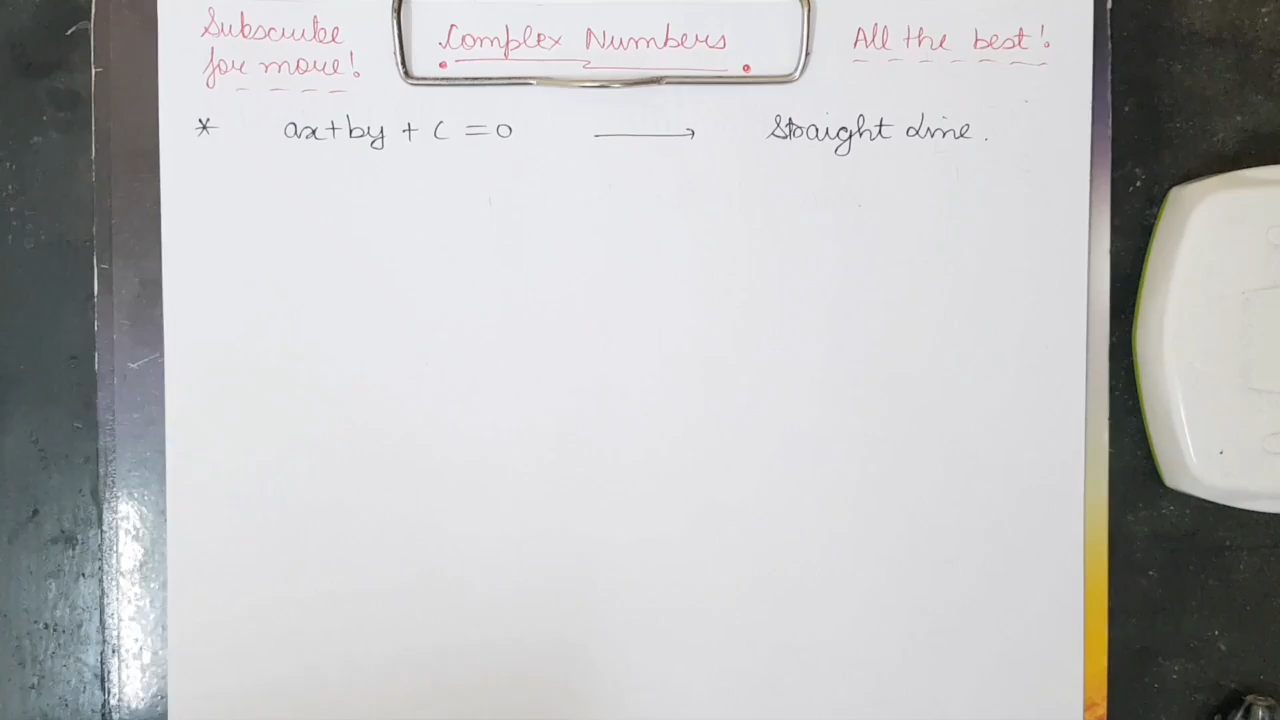 Subscribe
for more!
Complex Numbers
All the best!
* ax+by + c = 0 → Straight Line.